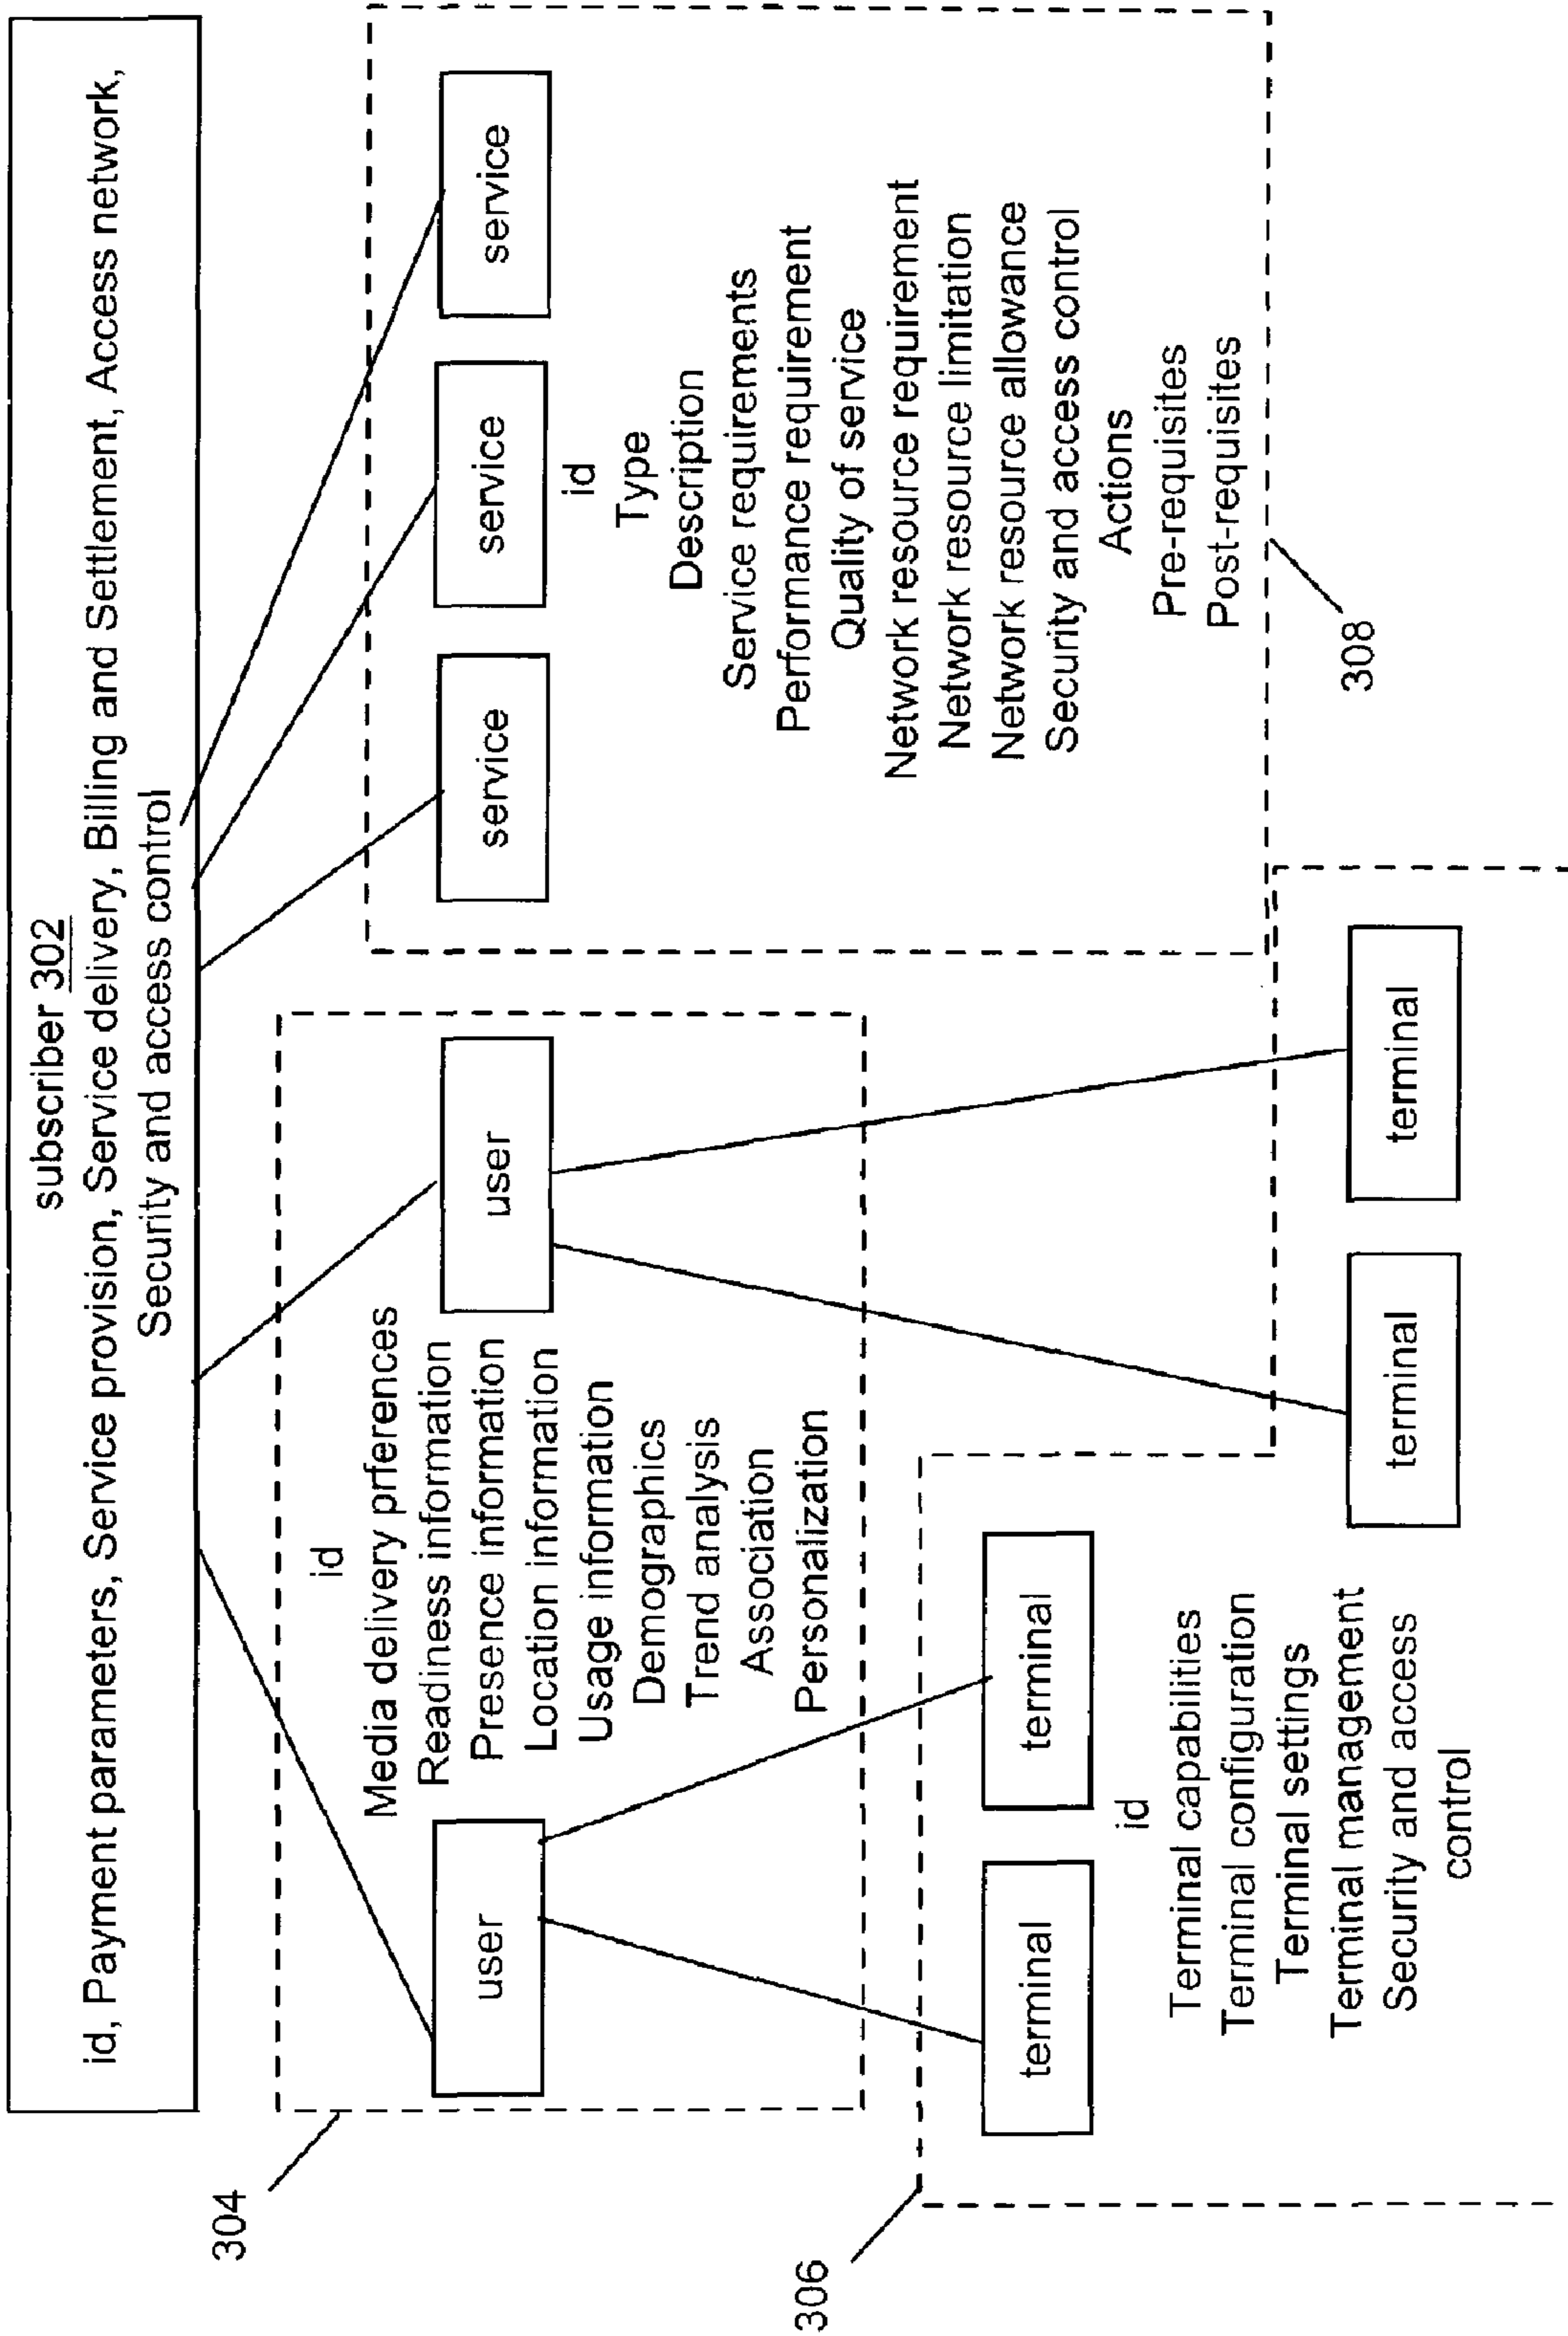 subscriber 302
id, Payment parameters, Service provision, Service delivery, Billing and Settlement, Access network,
Security and access control
304
id
Media delivery prferences
Readiness information
Presence information
Location information
Usage information
Demographics
Trend analysis
Association
Personalization
user
user
service
service
service
id
Type
Description
Service requirements
Performance requirement
Quality of service
Network resource requirement
Network resource limitation
Network resource allowance
Security and access control
Actions
Pre-requisites
Post-requisites
308
306
terminal
terminal
id
Terminal capabilities
Terminal configuration
Terminal settings
Terminal management
Security and access
control
terminal
terminal